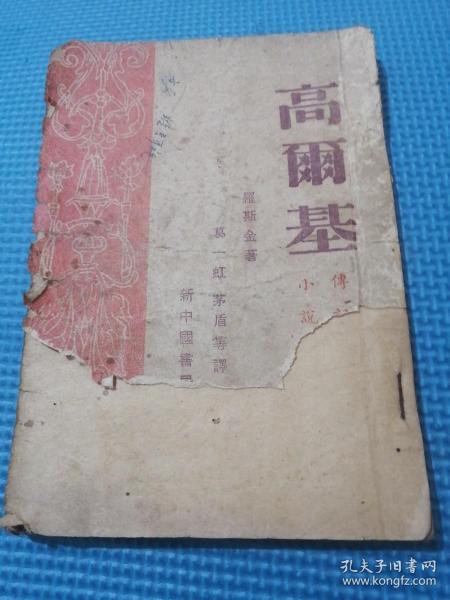 高爾基
傳
小說
羅斯金著
葛一虹 茅盾等譯
新中國書
孔夫子旧书网
www.kongfz.com